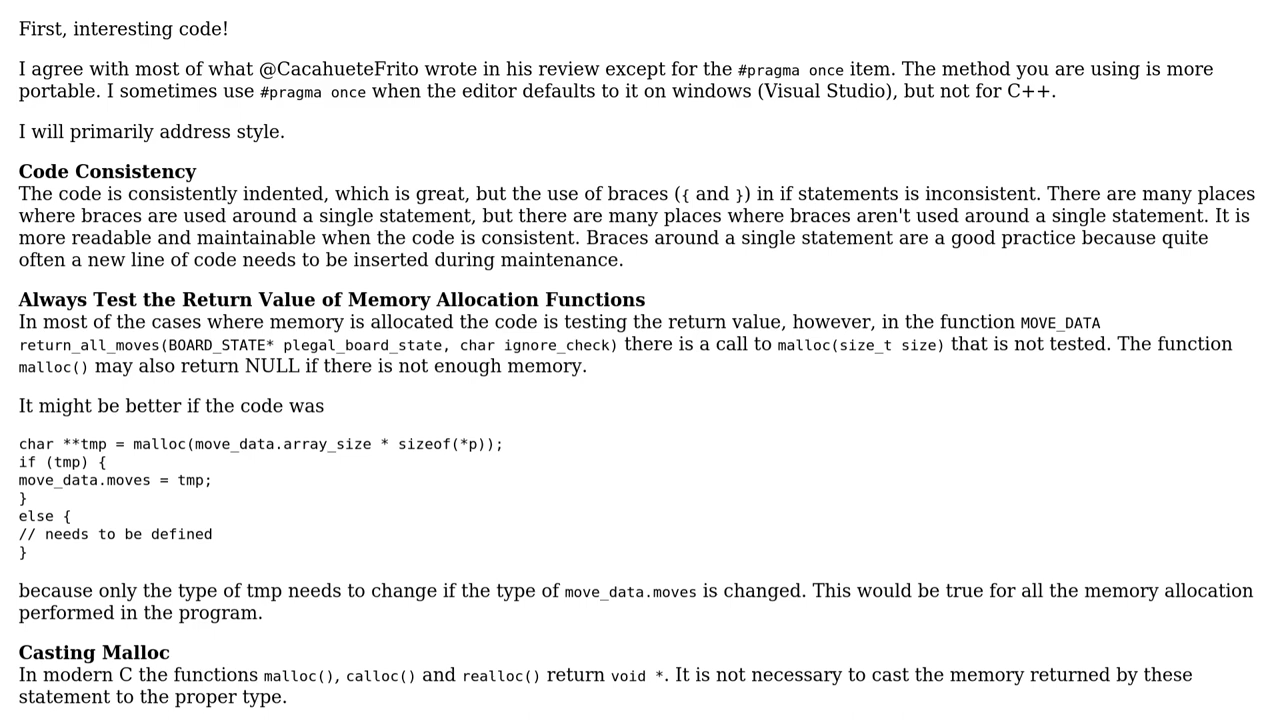 First, interesting code!
I agree with most of what @CacahueteFrito wrote in his review except for the #pragma once item. The method you are using is more
portable. I sometimes use #pragma once when the editor defaults to it on windows (Visual Studio), but not for C++.
I will primarily address style.
Code Consistency
The code is consistently indented, which is great, but the use of braces ({ and }) in if statements is inconsistent. There are many places
where braces are used around a single statement, but there are many places where braces aren't used around a single statement. It is
more readable and maintainable when the code is consistent. Braces around a single statement are a good practice because quite
often a new line of code needs to be inserted during maintenance.
Always Test the Return Value of Memory Allocation Functions
In most of the cases where memory is allocated the code is testing the return value, however, in the function MOVE_DATA
return_all_moves(BOARD_STATE* plegal_board_state, char ignore_check) there is a call to malloc(size_t size) that is not tested. The function
malloc() may also return NULL if there is not enough memory.
It might be better if the code was
char **tmp = malloc(move_data.array_size * sizeof(*p));
if (tmp) {
move_data.moves = tmp;
}
else {
// needs to be defined
}
because only the type of tmp needs to change if the type of move_data.moves is changed. This would be true for all the memory allocation
performed in the program.
Casting Malloc
In modern C the functions malloc(), calloc() and realloc() return void *. It is not necessary to cast the memory returned by these
statement to the proper type.